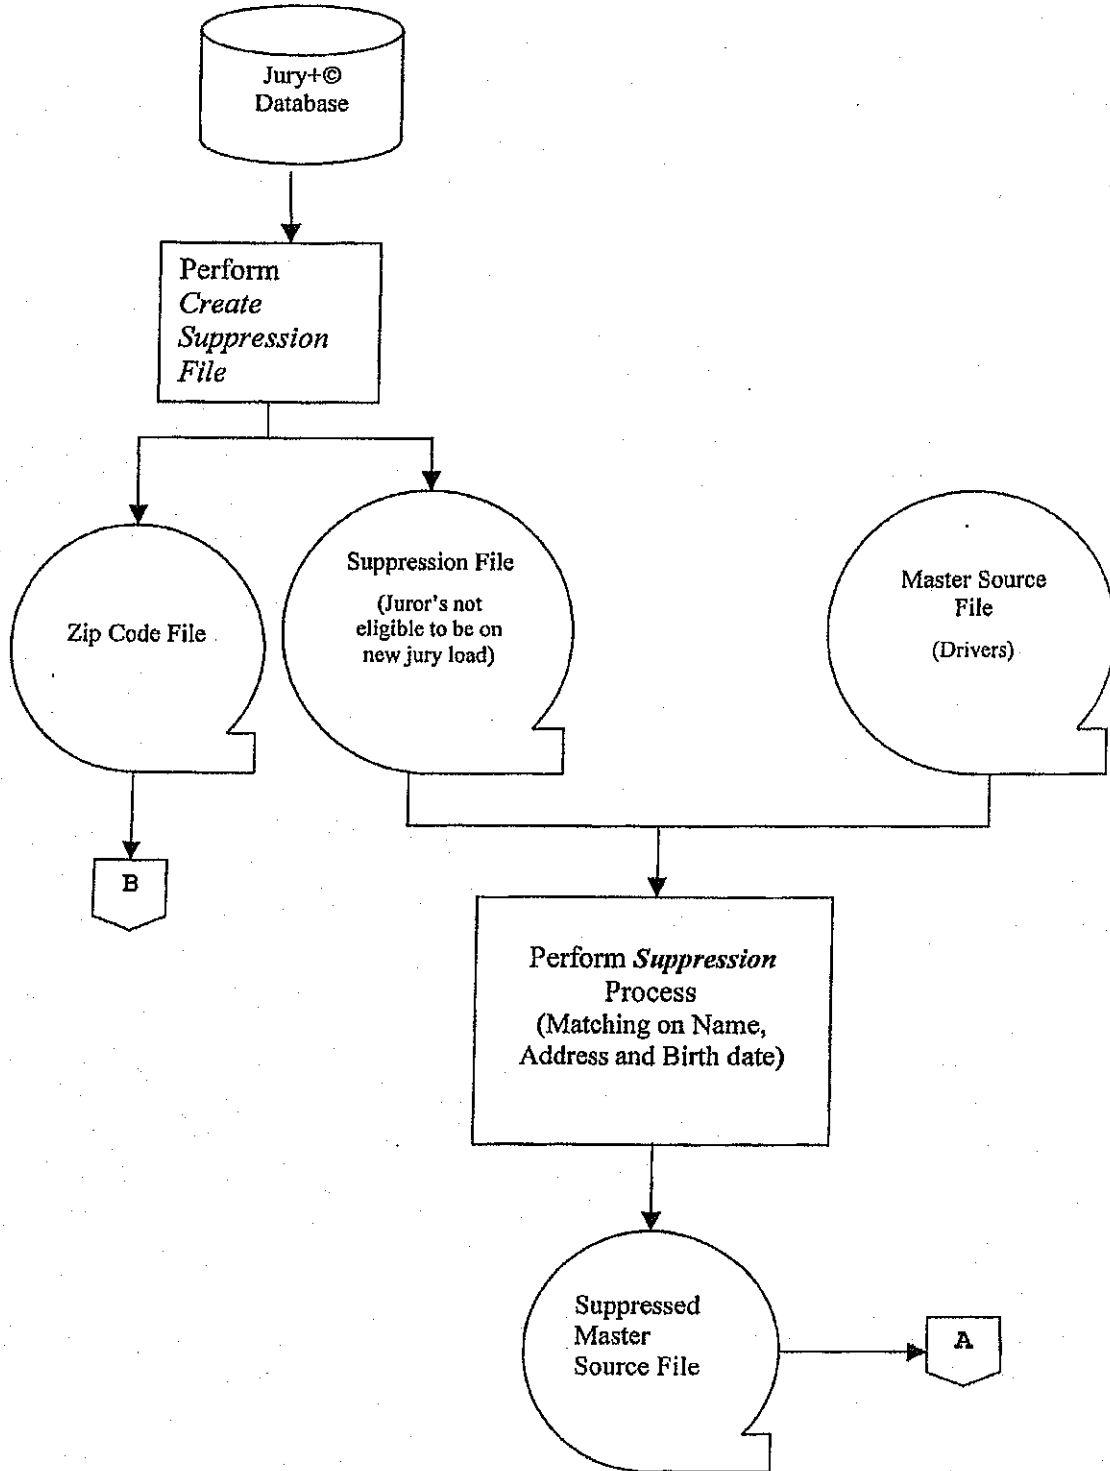 Jury+©
Database
Perform
Create
Suppression
File
Zip Code File
Suppression File
(Juror's not
eligible to be on
new jury load)
Master Source
File
(Drivers)
B
Perform Suppression
Process
(Matching on Name,
Address and Birth date)
Suppressed
Master
Source File
A